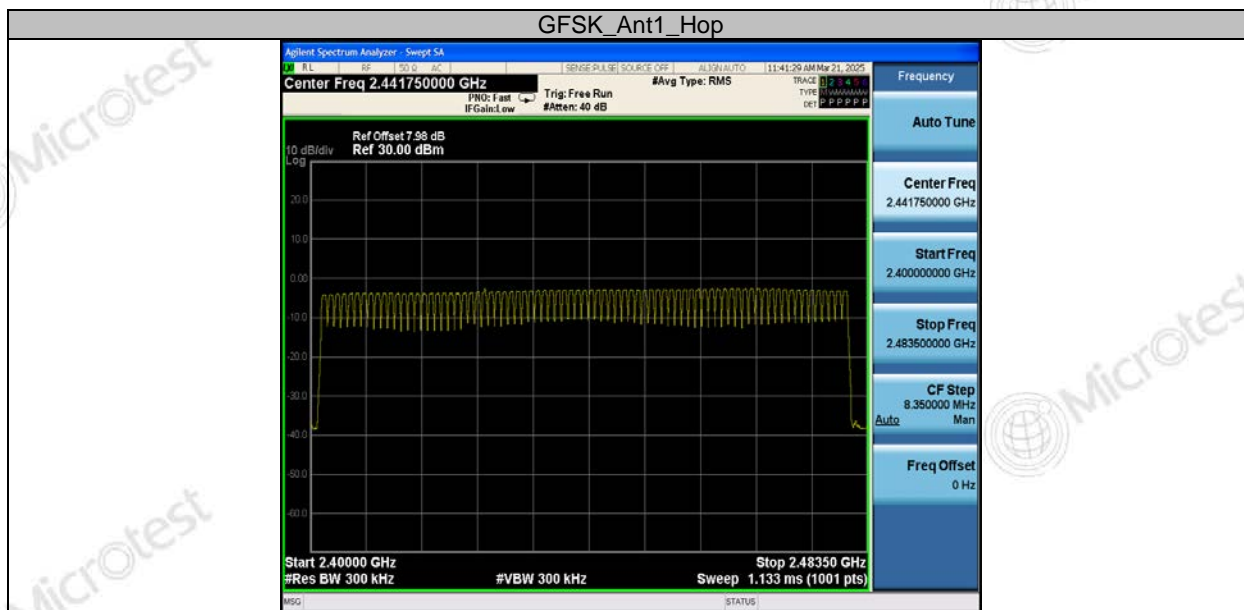 GFSK_Ant1_Hop
Agilent Spectrum Analyzer - Swept SA
RL RF 50 Ω AC SENSE:PULSE SOURCE OFF ALIGN AUTO 11:41:29 AM Mar 21, 2025
Center Freq 2.441750000 GHz
#Avg Type: RMS
TRACE 1 2 3 4 5 6
PNO: Fast
Trig: Free Run
TYPE
IFGain:Low
#Atten: 40 dB
DET P P P P P P
Ref Offset 7.98 dB
10 dB/div Ref 30.00 dBm
Log
20.0
10.0
0.00
-10.0
-20.0
-30.0
-40.0
-50.0
-60.0
Start 2.40000 GHz
Stop 2.48350 GHz
#Res BW 300 kHz #VBW 300 kHz Sweep 1.133 ms (1001 pts)
MSG STATUS
Frequency
Auto Tune
Center Freq
2.441750000 GHz
Start Freq
2.400000000 GHz
Stop Freq
2.483500000 GHz
CF Step
8.350000 MHz
Auto Man
Freq Offset
0 Hz
Microtest
Microtest
Microtest